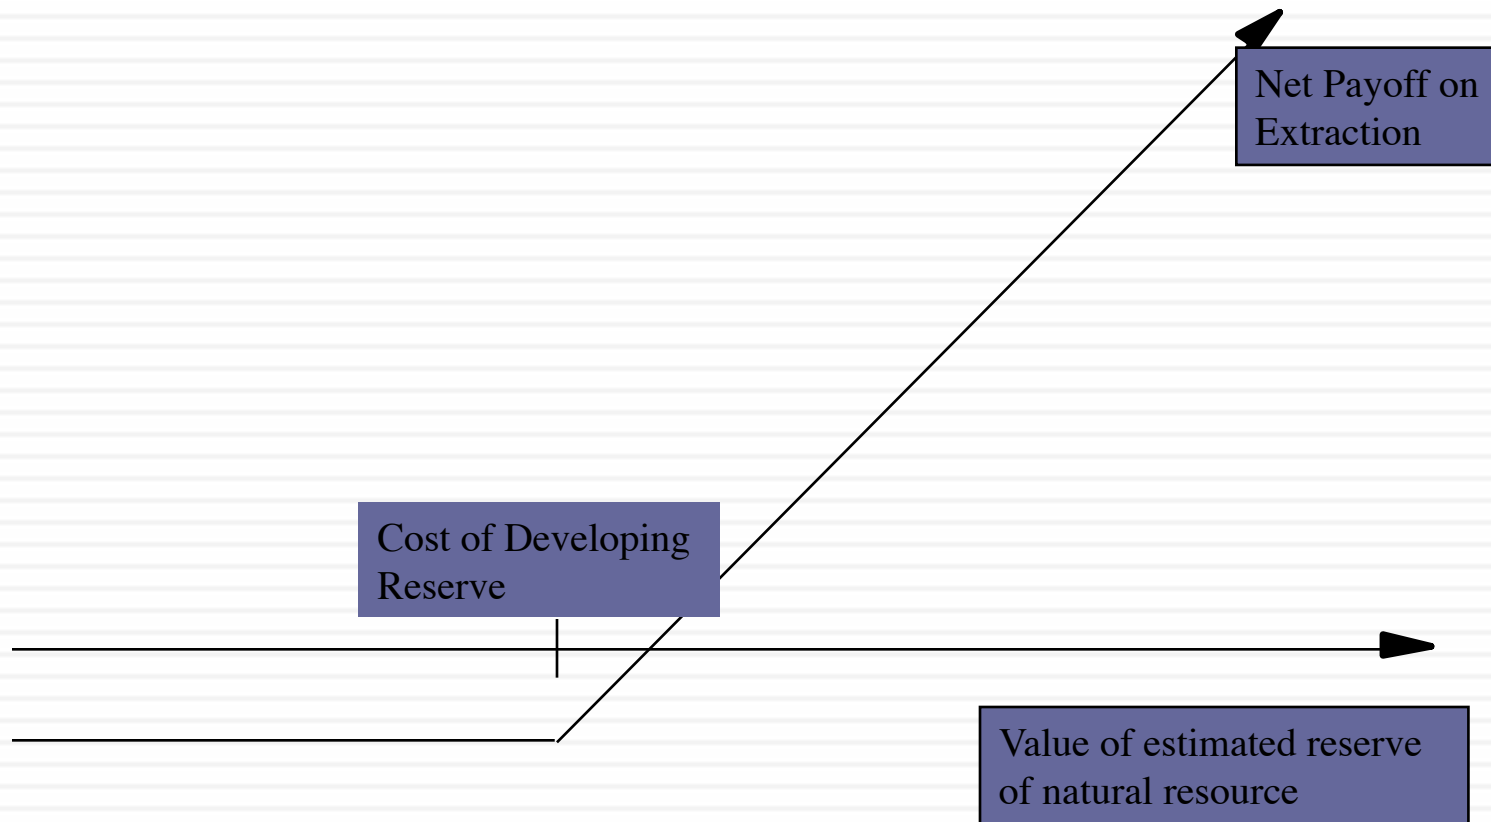 Net Payoff on
Extraction
Cost of Developing
Reserve
Value of estimated reserve
of natural resource